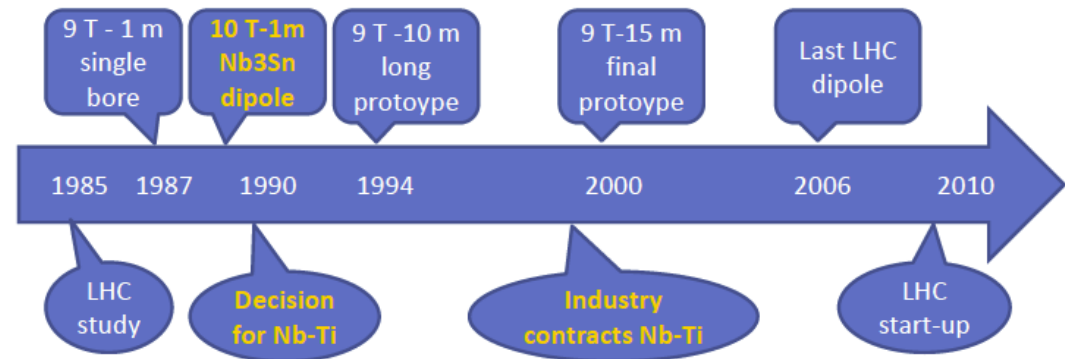 9 T - 1 m
single
bore
10 T-1m
Nb3Sn
dipole
9 T -10 m
long
protoype
9 T-15 m
final
protoype
Last LHC
dipole
1985 1987 1990 1994 2000 2006 2010
LHC
study
Decision
for Nb-Ti
Industry
contracts Nb-Ti
LHC
start-up